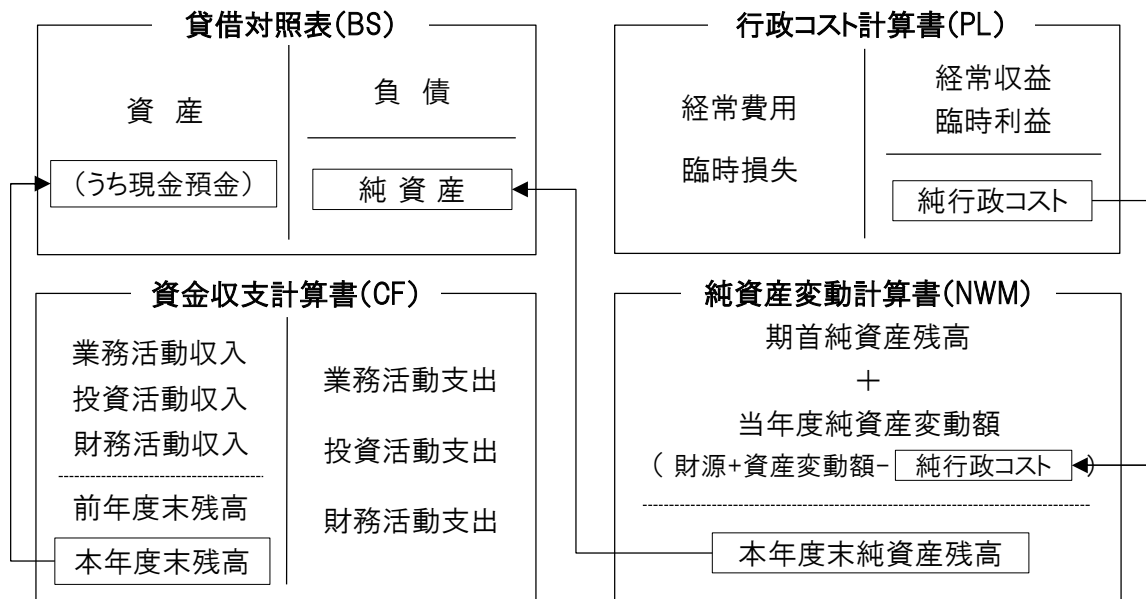 貸借対照表(BS)
資 産
(うち現金預金)
負 債
純 資 産
行政コスト計算書(PL)
経常費用
臨時損失
経常収益
臨時利益
純行政コスト
資金収支計算書(CF)
業務活動収入
投資活動収入
財務活動収入
前年度末残高
本年度末残高
業務活動支出
投資活動支出
財務活動支出
純資産変動計算書(NWM)
期首純資産残高
+
当年度純資産変動額
( 財源+資産変動額- 純行政コスト )
本年度末純資産残高